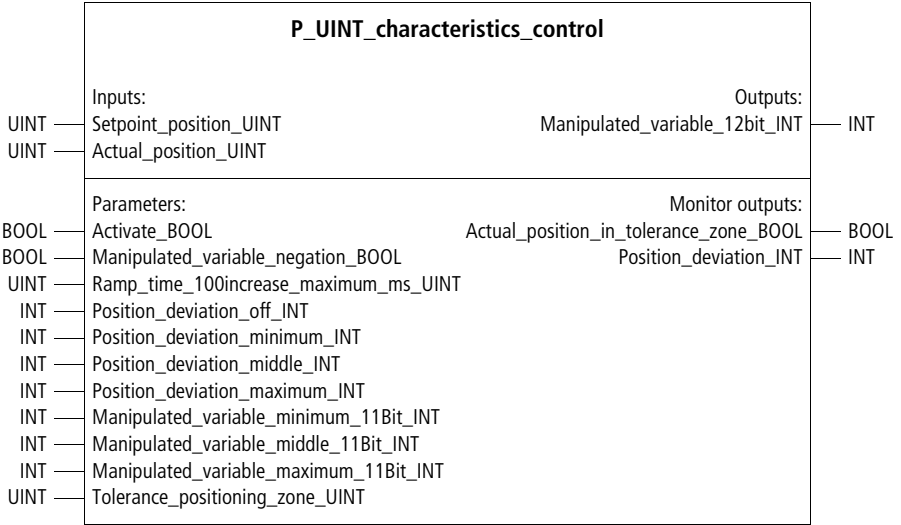 P_UINT_characteristics_control
Inputs: Outputs:
UINT Setpoint_position_UINT Manipulated_variable_12bit_INT INT
UINT Actual_position_UINT
Parameters: Monitor outputs:
BOOL Activate_BOOL Actual_position_in_tolerance_zone_BOOL BOOL
BOOL Manipulated_variable_negation_BOOL Position_deviation_INT INT
UINT Ramp_time_100increase_maximum_ms_UINT
INT Position_deviation_off_INT
INT Position_deviation_minimum_INT
INT Position_deviation_middle_INT
INT Position_deviation_maximum_INT
INT Manipulated_variable_minimum_11Bit_INT
INT Manipulated_variable_middle_11Bit_INT
INT Manipulated_variable_maximum_11Bit_INT
UINT Tolerance_positioning_zone_UINT